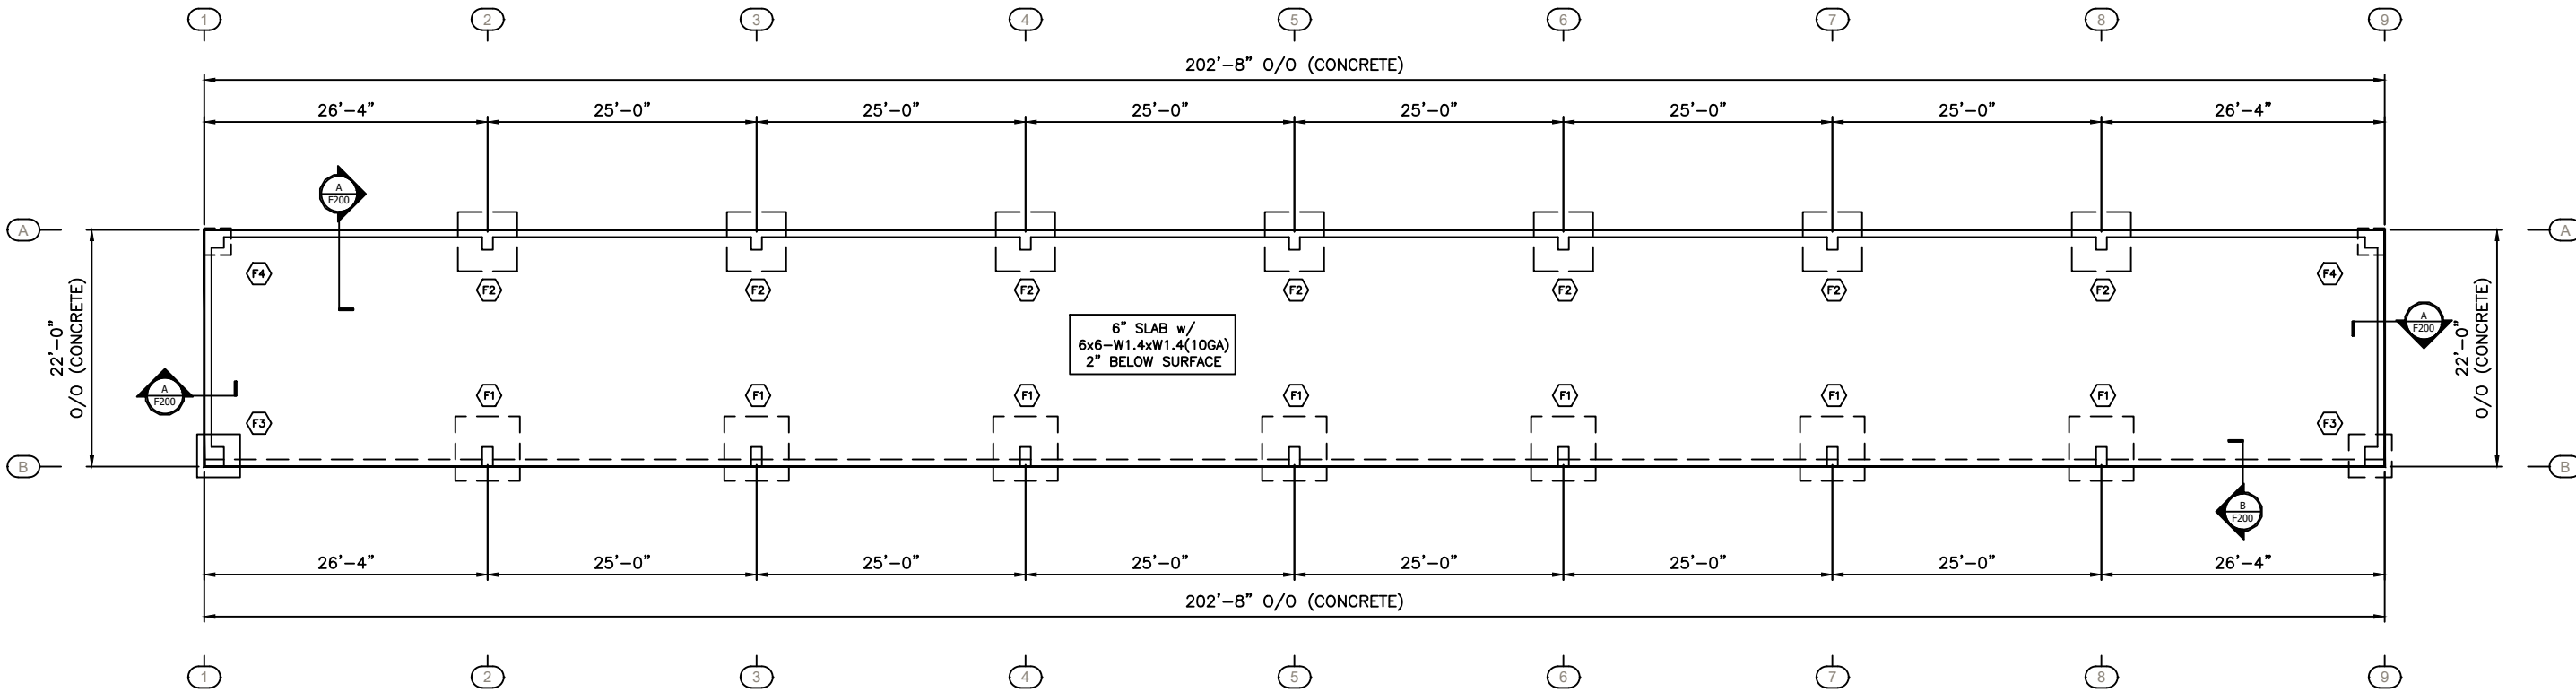 1 2 3 4 5 6 7 8 9
202'-8" O/O (CONCRETE)
26'-4" 25'-0" 25'-0" 25'-0" 25'-0" 25'-0" 25'-0" 26'-4"
A
F200
A A
22'-0"
O/O (CONCRETE)
22'-0"
O/O (CONCRETE)
F4 F4
F2 F2 F2 F2 F2 F2 F2
6" SLAB w/
6x6-W1.4xW1.4(10GA)
2" BELOW SURFACE
A
F200
A
F200
F1 F1 F1 F1 F1 F1 F1
F3 F3
B B
B
F200
26'-4" 25'-0" 25'-0" 25'-0" 25'-0" 25'-0" 25'-0" 26'-4"
202'-8" O/O (CONCRETE)
1 2 3 4 5 6 7 8 9